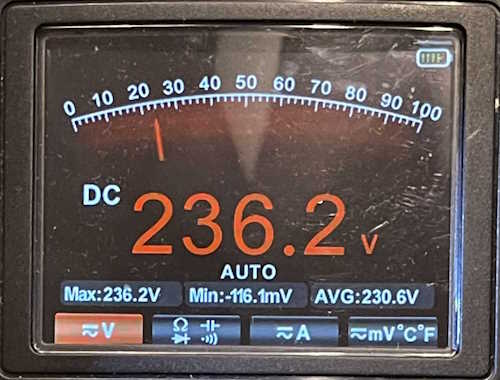 0 10 20 30 40 50 60 70 80 90 100
DC 236.2 V
AUTO
Max:236.2V Min:-116.1mV AVG:230.6V
≂V Ω ≂A ≂mV°C°F